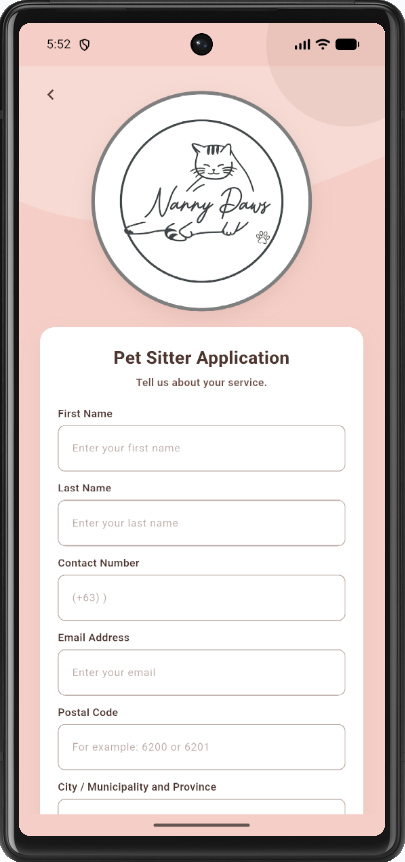 5:52
Nanny Paws
Pet Sitter Application
Tell us about your service.
First Name
Enter your first name
Last Name
Enter your last name
Contact Number
(+63) )
Email Address
Enter your email
Postal Code
For example: 6200 or 6201
City / Municipality and Province